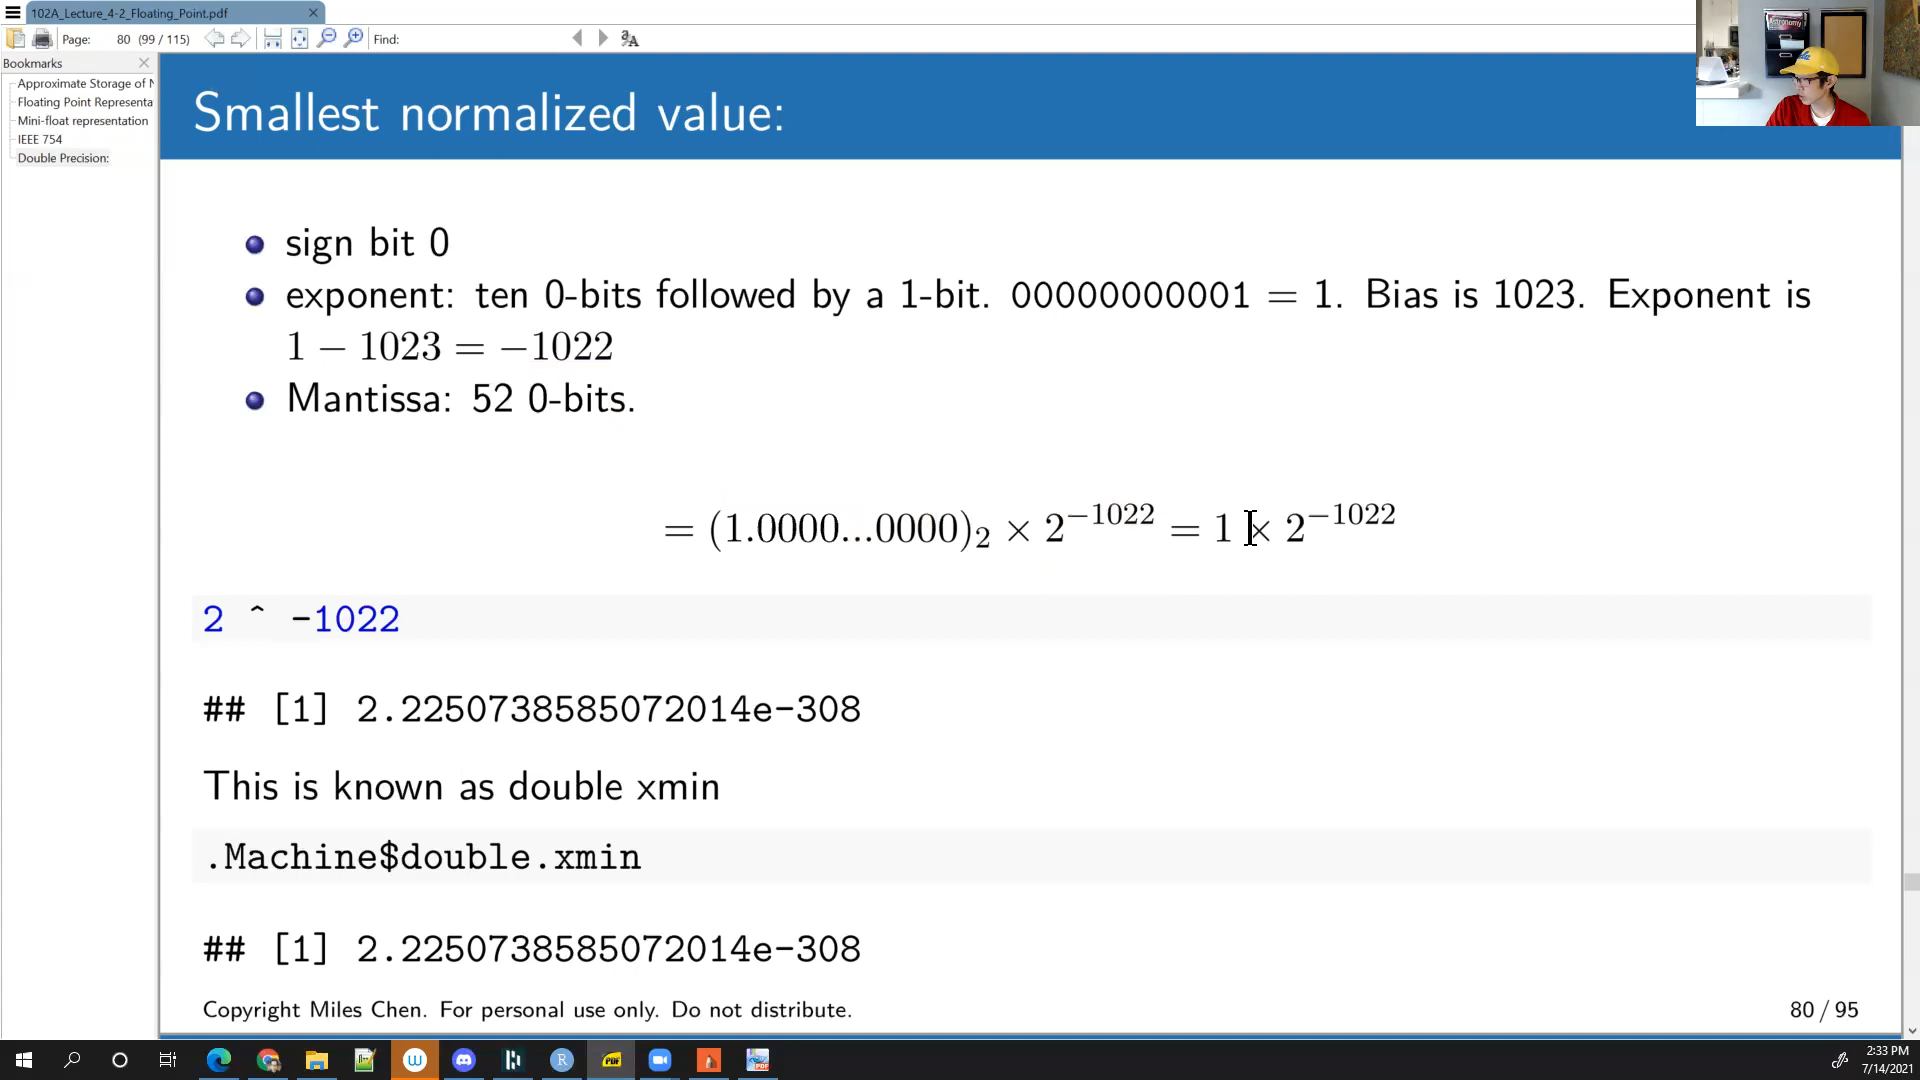 102A_Lecture_4-2_Floating_Point.pdf
Page: 80 (99 / 115) Find:
Bookmarks
Approximate Storage of N
Floating Point Representa
Mini-float representation
IEEE 754
Double Precision:
Smallest normalized value:
sign bit 0
exponent: ten 0-bits followed by a 1-bit. 00000000001 = 1. Bias is 1023. Exponent is
1 − 1023 = −1022
Mantissa: 52 0-bits.
= (1.0000...0000)₂ × 2⁻¹⁰²² = 1 × 2⁻¹⁰²²
2 ^ -1022
## [1] 2.2250738585072014e-308
This is known as double xmin
.Machine$double.xmin
## [1] 2.2250738585072014e-308
Copyright Miles Chen. For personal use only. Do not distribute.
80 / 95
2:33 PM
7/14/2021